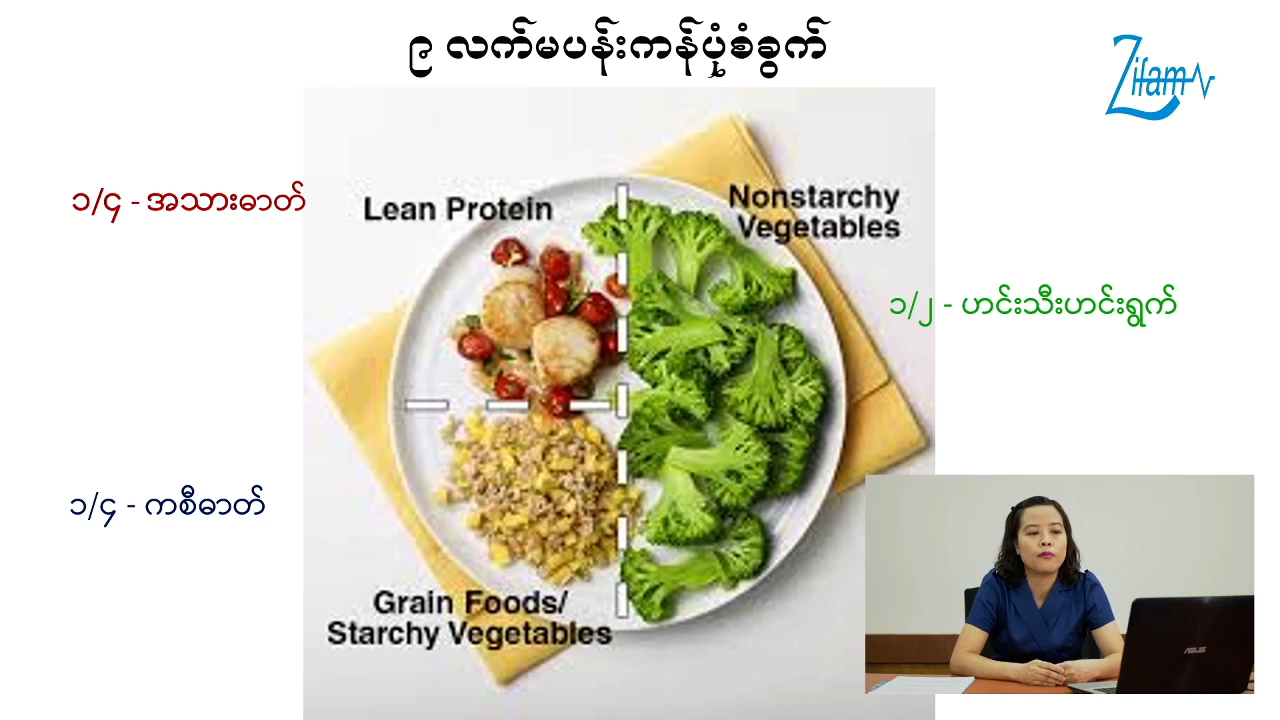 ၉ လက်မပန်းကန်ပုံစံခွက်
Zifam
၁/၄ - အသားဓာတ်
Lean Protein
Nonstarchy
Vegetables
၁/၂ - ဟင်းသီးဟင်းရွက်
၁/၄ - ကစီဓာတ်
Grain Foods/
Starchy Vegetables
ASUS